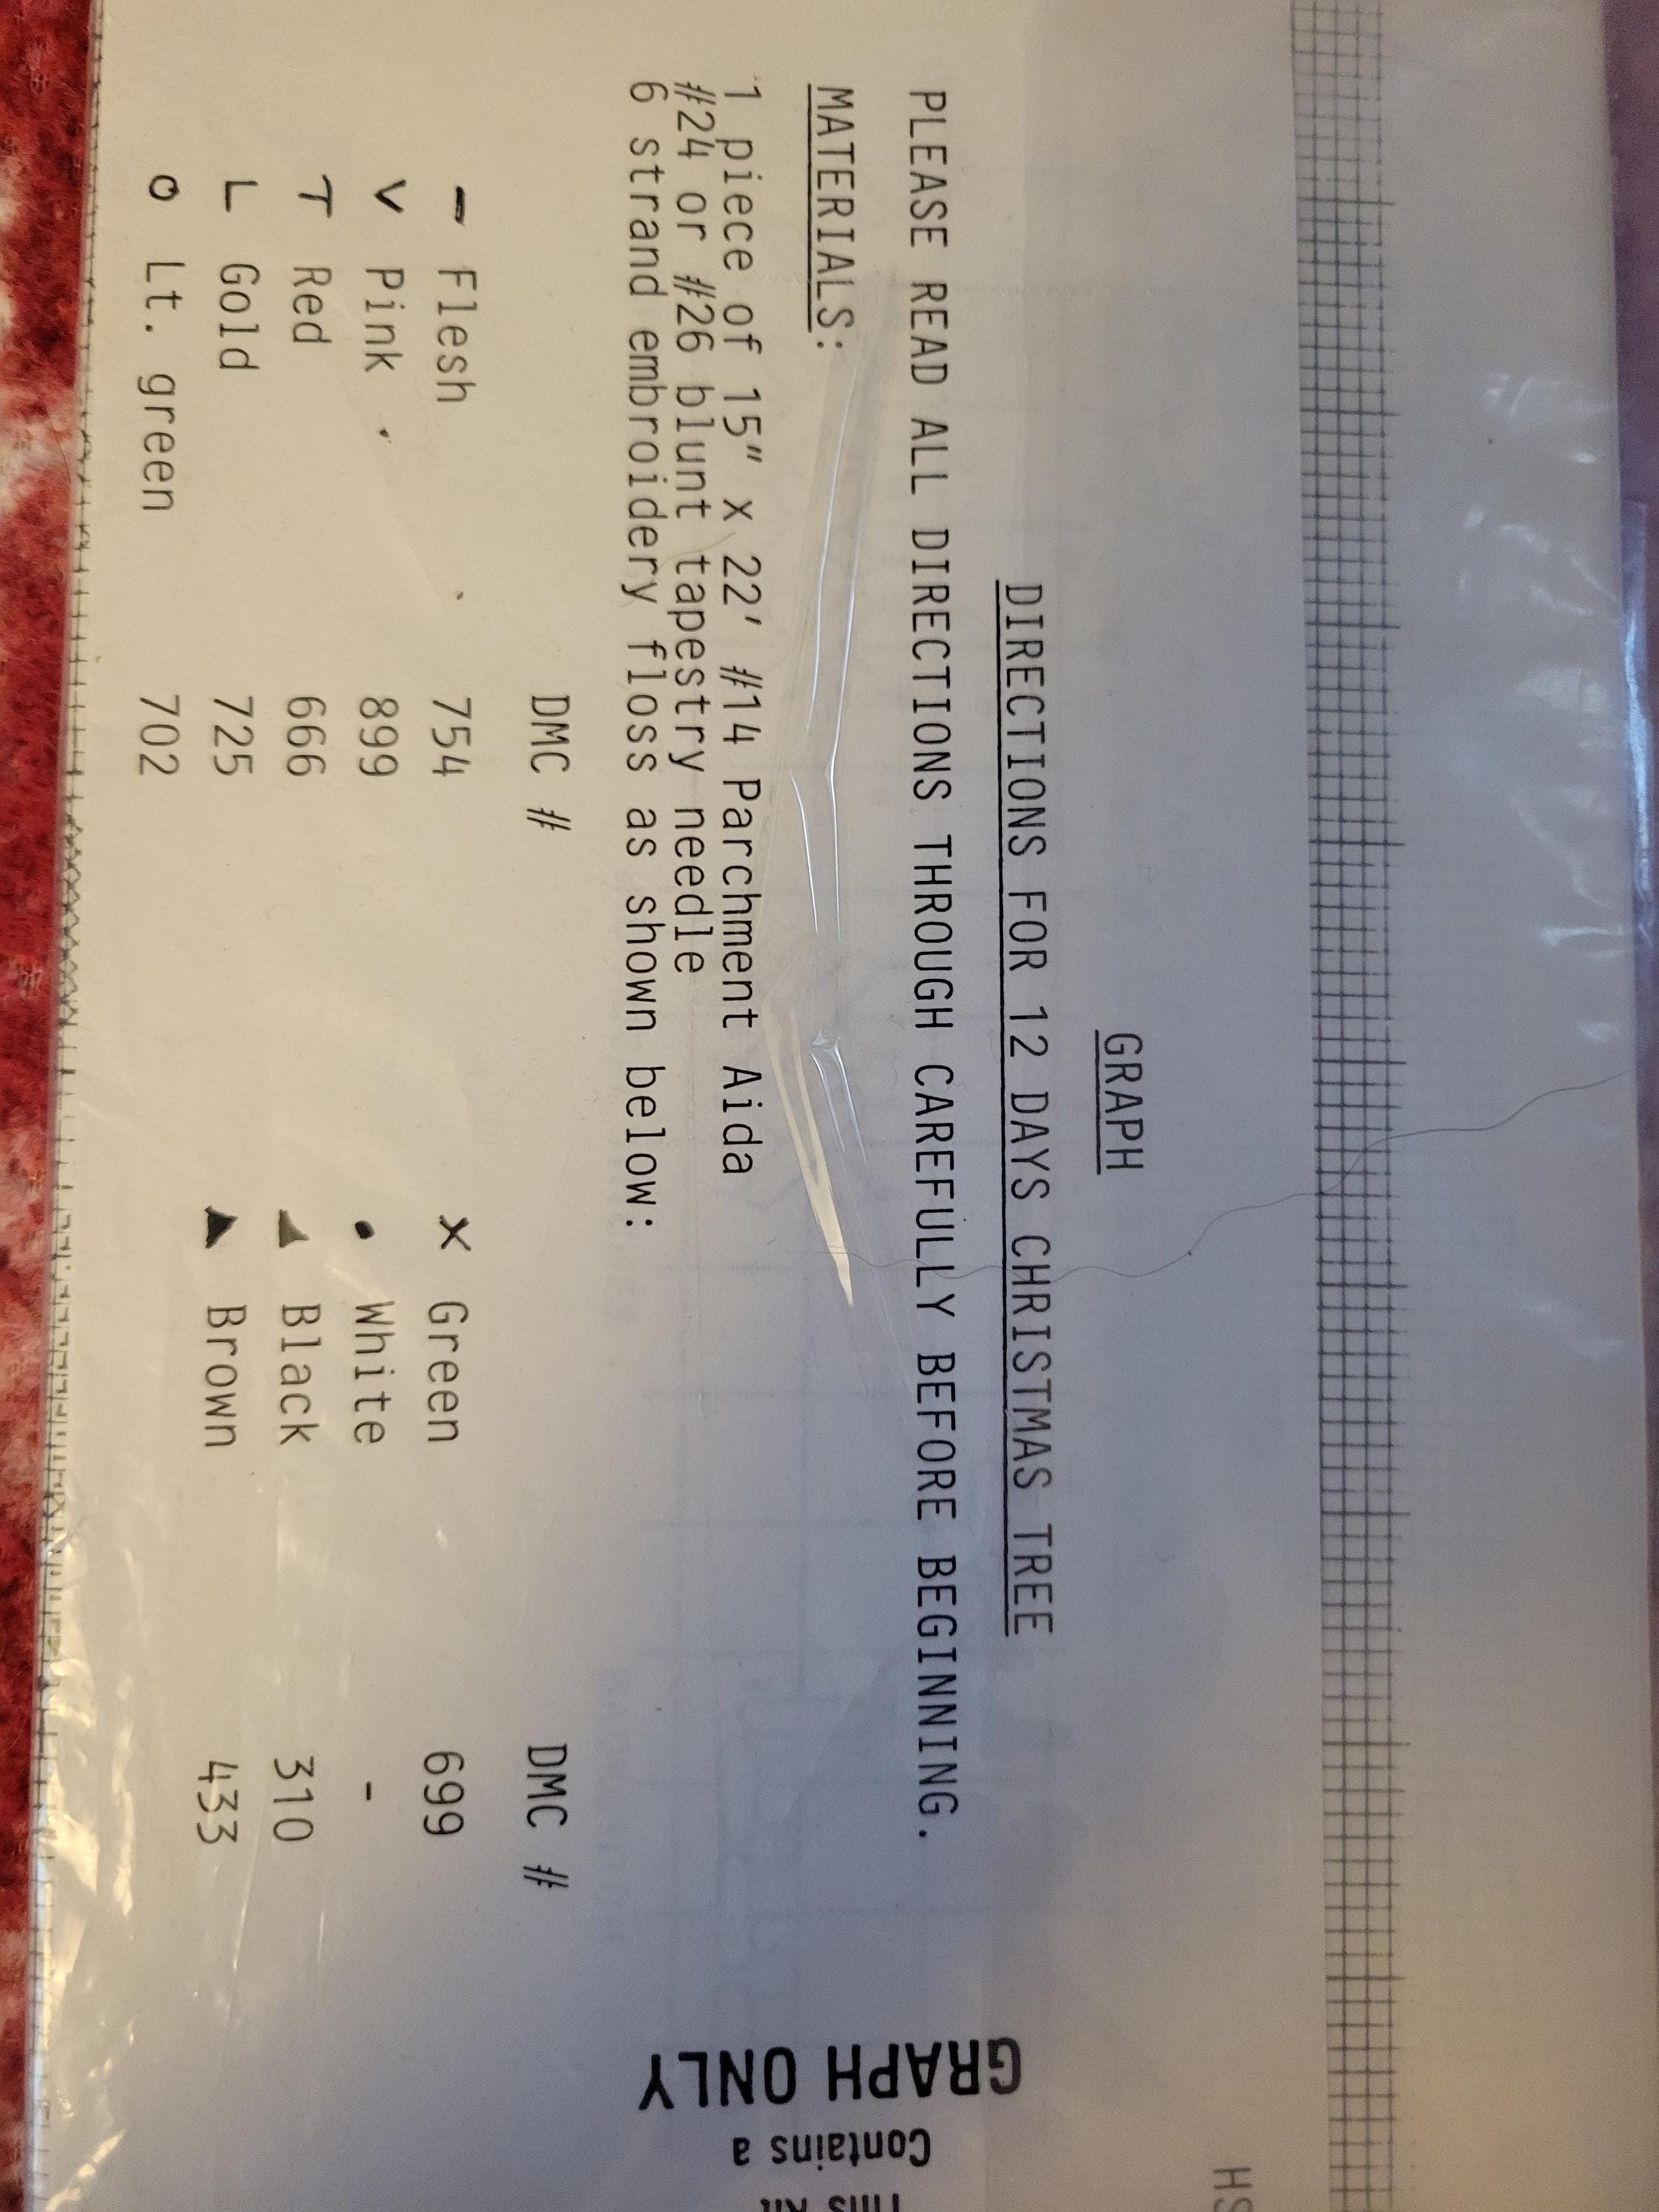 GRAPH
DIRECTIONS FOR 12 DAYS CHRISTMAS TREE
PLEASE READ ALL DIRECTIONS THROUGH CAREFULLY BEFORE BEGINNING.
MATERIALS:
1 piece of 15" x 22' #14 Parchment Aida
#24 or #26 blunt tapestry needle
6 strand embroidery floss as shown below:
DMC # DMC #
- Flesh 754 X Green 699
V Pink 899 • White -
T Red 666 ◢ Black 310
L Gold 725 ▲ Brown 433
O Lt. green 702
HS
This Kit
Contains a
GRAPH ONLY